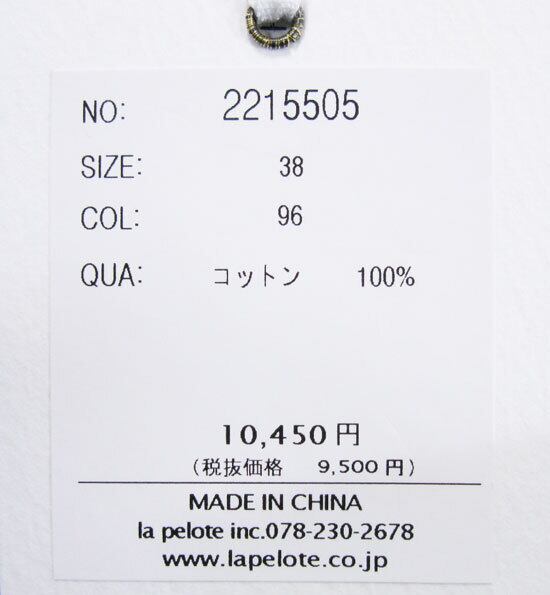 NO: 2215505
SIZE: 38
COL: 96
QUA: コットン 100%
10,450円
(税抜価格 9,500円)
MADE IN CHINA
la pelote inc.078-230-2678
www.lapelote.co.jp